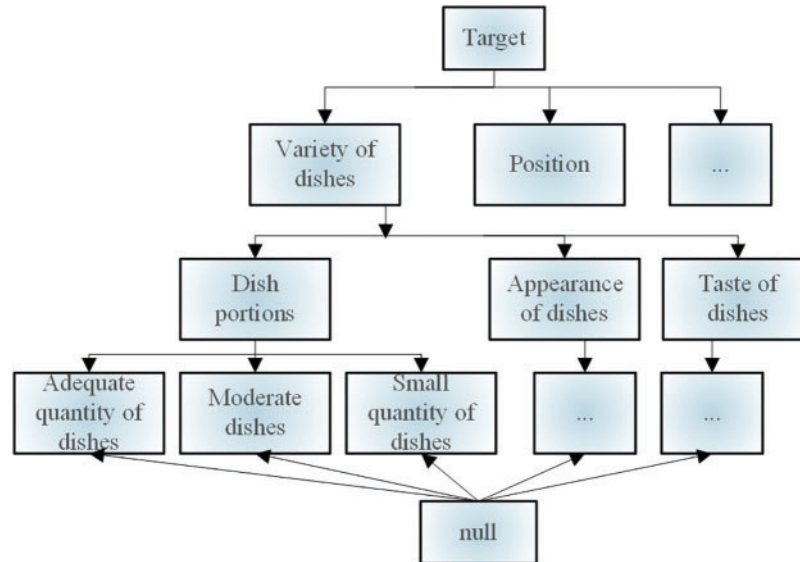 Target
Variety of
dishes
Position
...
Dish
portions
Appearance
of dishes
Taste of
dishes
Adequate
quantity of
dishes
Moderate
dishes
Small
quantity of
dishes
...
...
null